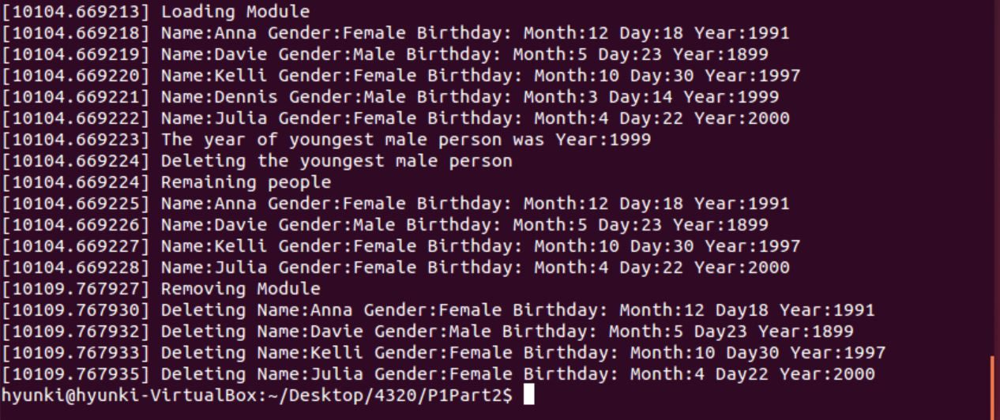 [10104.669213] Loading Module
[10104.669218] Name:Anna Gender:Female Birthday: Month:12 Day:18 Year:1991
[10104.669219] Name:Davie Gender:Male Birthday: Month:5 Day:23 Year:1899
[10104.669220] Name:Kelli Gender:Female Birthday: Month:10 Day:30 Year:1997
[10104.669221] Name:Dennis Gender:Male Birthday: Month:3 Day:14 Year:1999
[10104.669222] Name:Julia Gender:Female Birthday: Month:4 Day:22 Year:2000
[10104.669223] The year of youngest male person was Year:1999
[10104.669224] Deleting the youngest male person
[10104.669224] Remaining people
[10104.669225] Name:Anna Gender:Female Birthday: Month:12 Day:18 Year:1991
[10104.669226] Name:Davie Gender:Male Birthday: Month:5 Day:23 Year:1899
[10104.669227] Name:Kelli Gender:Female Birthday: Month:10 Day:30 Year:1997
[10104.669228] Name:Julia Gender:Female Birthday: Month:4 Day:22 Year:2000
[10109.767927] Removing Module
[10109.767930] Deleting Name:Anna Gender:Female Birthday: Month:12 Day18 Year:1991
[10109.767932] Deleting Name:Davie Gender:Male Birthday: Month:5 Day23 Year:1899
[10109.767933] Deleting Name:Kelli Gender:Female Birthday: Month:10 Day30 Year:1997
[10109.767935] Deleting Name:Julia Gender:Female Birthday: Month:4 Day22 Year:2000
hyunki@hyunki-VirtualBox:~/Desktop/4320/P1Part2$